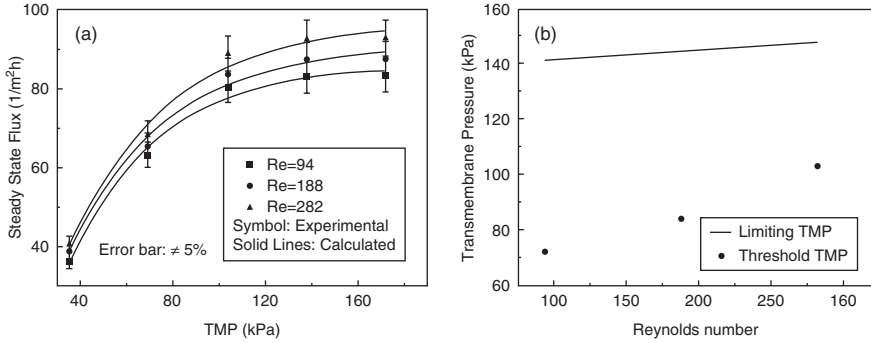 (a)
100
80
60
40
Steady State Flux (1/m²h)
Re=94
Re=188
Re=282
Symbol: Experimental
Solid Lines: Calculated
Error bar: ≠ 5%
40
80
120
160
TMP (kPa)
(b)
160
140
120
100
80
60
Transmembrane Pressure (kPa)
Limiting TMP
Threshold TMP
100
150
200
250
160
Reynolds number